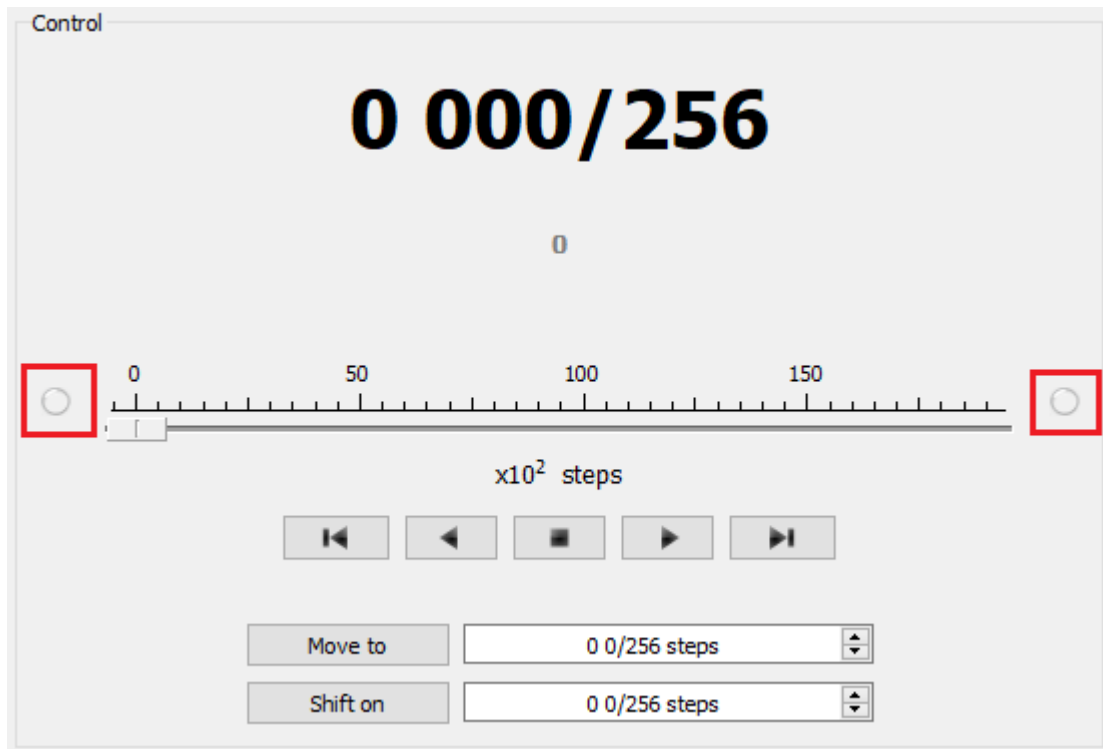 Control
0 000/256
0
0 50 100 150
x10² steps
Move to 0 0/256 steps
Shift on 0 0/256 steps